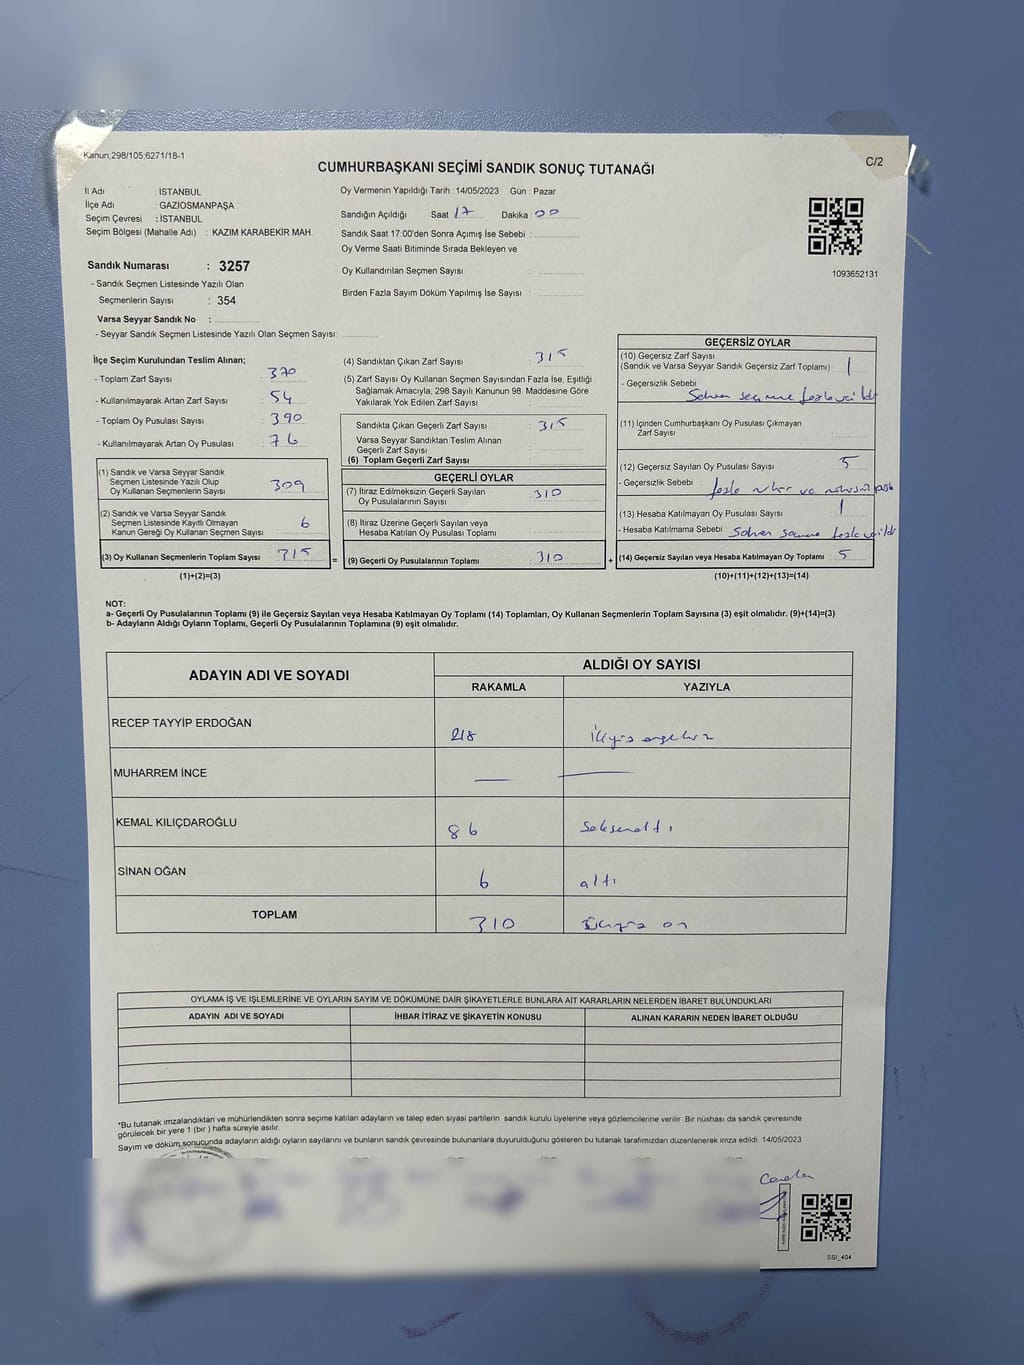 Kanun;298/105;6271/18-1
C/2
CUMHURBAŞKANI SEÇİMİ SANDIK SONUÇ TUTANAĞI
İl Adı : İSTANBUL
İlçe Adı : GAZİOSMANPAŞA
Seçim Çevresi : İSTANBUL
Seçim Bölgesi (Mahalle Adı) : KAZIM KARABEKİR MAH.
Sandık Numarası : 3257
- Sandık Seçmen Listesinde Yazılı Olan
Seçmenlerin Sayısı : 354
Varsa Seyyar Sandık No :
- Seyyar Sandık Seçmen Listesinde Yazılı Olan Seçmen Sayısı:
Oy Vermenin Yapıldığı Tarih : 14/05/2023 Gün : Pazar
Sandığın Açıldığı Saat 17 Dakika : 00
Sandık Saat 17:00'den Sonra Açımış İse Sebebi :
Oy Verme Saati Bitiminde Sırada Bekleyen ve
Oy Kullandırılan Seçmen Sayısı :
Birden Fazla Sayım Döküm Yapılmış İse Sayısı :
1093652131
İlçe Seçim Kurulundan Teslim Alınan;
- Toplam Zarf Sayısı : 370
- Kullanılmayarak Artan Zarf Sayısı : 54
- Toplam Oy Pusulası Sayısı : 390
- Kullanılmayarak Artan Oy Pusulası : 76
(1) Sandık ve Varsa Seyyar Sandık
Seçmen Listesinde Yazılı Olup
Oy Kullanan Seçmenlerin Sayısı 309
(2) Sandık ve Varsa Seyyar Sandık
Seçmen Listesinde Kayıtlı Olmayan
Kanun Gereği Oy Kullanan Seçmen Sayısı 6
(3) Oy Kullanan Seçmenlerin Toplam Sayısı 315
(1)+(2)=(3)
(4) Sandıktan Çıkan Zarf Sayısı : 315
(5) Zarf Sayısı Oy Kullanan Seçmen Sayısından Fazla İse, Eşitliği
Sağlamak Amacıyla; 298 Sayılı Kanunun 98. Maddesine Göre
Yakılarak Yok Edilen Zarf Sayısı :
Sandıkta Çıkan Geçerli Zarf Sayısı : 315
Varsa Seyyar Sandıktan Teslim Alınan
Geçerli Zarf Sayısı :
(6) Toplam Geçerli Zarf Sayısı
GEÇERLİ OYLAR
(7) İtiraz Edilmeksizin Geçerli Sayılan
Oy Pusulalarının Sayısı : 310
(8) İtiraz Üzerine Geçerli Sayılan veya
Hesaba Katılan Oy Pusulası Toplamı :
= (9) Geçerli Oy Pusulalarının Toplamı : 310 +
GEÇERSİZ OYLAR
(10) Geçersiz Zarf Sayısı
(Sandık ve Varsa Seyyar Sandık Geçersiz Zarf Toplamı) 1
- Geçersizlik Sebebi :
(11) İçinden Cumhurbaşkanı Oy Pusulası Çıkmayan
Zarf Sayısı :
(12) Geçersiz Sayılan Oy Pusulası Sayısı : 5
- Geçersizlik Sebebi : fazla mühür ve
(13) Hesaba Katılmayan Oy Pusulası Sayısı : 1
- Hesaba Katılmama Sebebi :
(14) Geçersiz Sayılan veya Hesaba Katılmayan Oy Toplamı : 5
(10)+(11)+(12)+(13)=(14)
NOT:
a- Geçerli Oy Pusulalarının Toplamı (9) ile Geçersiz Sayılan veya Hesaba Katılmayan Oy Toplamı (14) Toplamları, Oy Kullanan Seçmenlerin Toplam Sayısına (3) eşit olmalıdır. (9)+(14)=(3)
b- Adayların Aldığı Oyların Toplamı, Geçerli Oy Pusulalarının Toplamına (9) eşit olmalıdır.
ADAYIN ADI VE SOYADI
ALDIĞI OY SAYISI
RAKAMLA YAZIYLA
RECEP TAYYİP ERDOĞAN 218 ikiyüz onsekiz
MUHARREM İNCE — —
KEMAL KILIÇDAROĞLU 86 seksenaltı
SİNAN OĞAN 6 altı
TOPLAM 310 üçyüz on
OYLAMA İŞ VE İŞLEMLERİNE VE OYLARIN SAYIM VE DÖKÜMÜNE DAİR ŞİKAYETLERLE BUNLARA AİT KARARLARIN NELERDEN İBARET BULUNDUKLARI
ADAYIN ADI VE SOYADI İHBAR İTİRAZ VE ŞİKAYETİN KONUSU ALINAN KARARIN NEDEN İBARET OLDUĞU
*Bu tutanak imzalandıktan ve mühürlendikten sonra seçime katılan adayların ve talep eden siyasi partilerin sandık kurulu üyelerine veya gözlemcilerine verilir. Bir nüshası da sandık çevresinde
görülecek bir yere 1 (bir ) hafta süreyle asılır.
Sayım ve döküm sonucunda adayların aldığı oyların sayılarını ve bunların sandık çevresinde bulunanlara duyurulduğunu gösteren bu tutanak tarafımızdan düzenlenerek imza edildi. 14/05/2023
SSI_404